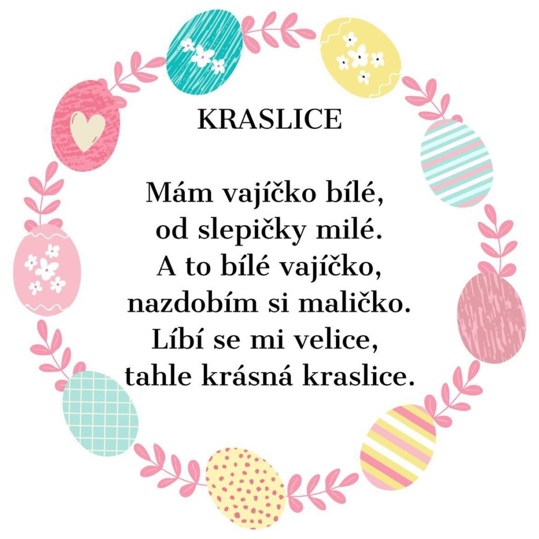 KRASLICE
Mám vajíčko bílé,
od slepičky milé.
A to bílé vajíčko,
nazdobím si maličko.
Líbí se mi velice,
tahle krásná kraslice.